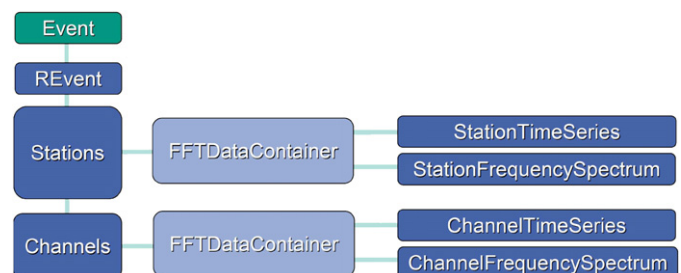 Event
REvent
Stations
FFTDataContainer
StationTimeSeries
StationFrequencySpectrum
Channels
FFTDataContainer
ChannelTimeSeries
ChannelFrequencySpectrum